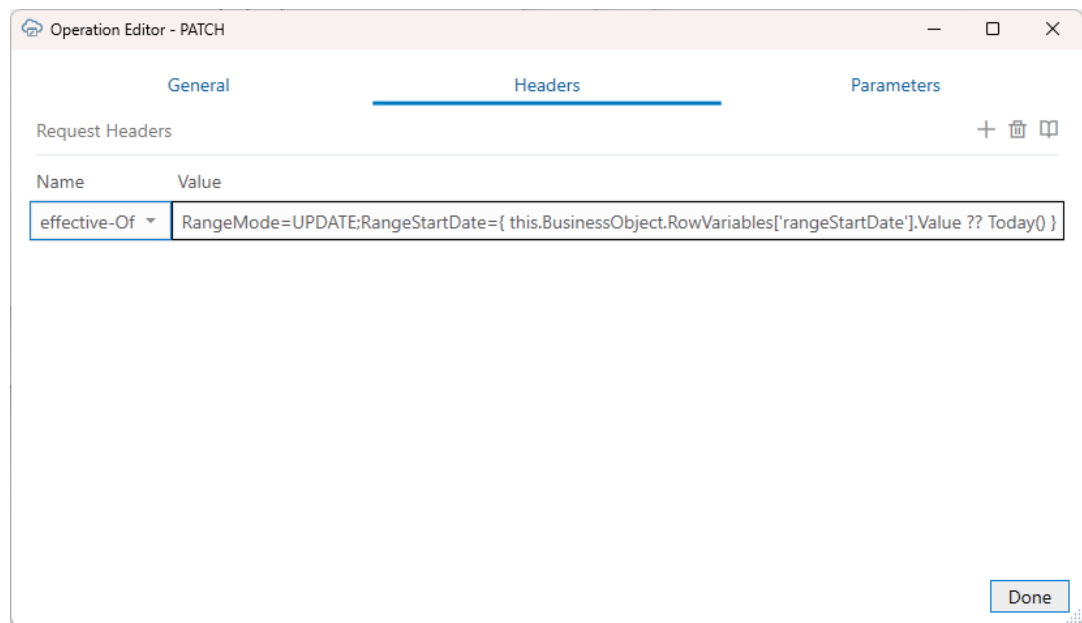 Operation Editor - PATCH
General Headers Parameters
Request Headers
Name Value
effective-Of RangeMode=UPDATE;RangeStartDate={ this.BusinessObject.RowVariables['rangeStartDate'].Value ?? Today() }
Done